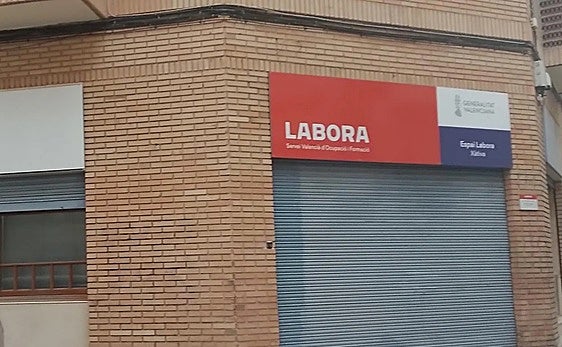 LABORA
Servei Valencià d'Ocupació i Formació
GENERALITAT
VALENCIANA
Espai Labora
Xàtiva